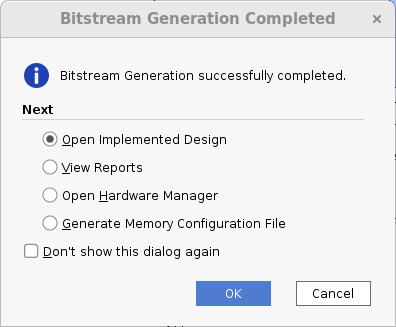 Bitstream Generation Completed
Bitstream Generation successfully completed.
Next
Open Implemented Design
View Reports
Open Hardware Manager
Generate Memory Configuration File
Don't show this dialog again
OK
Cancel